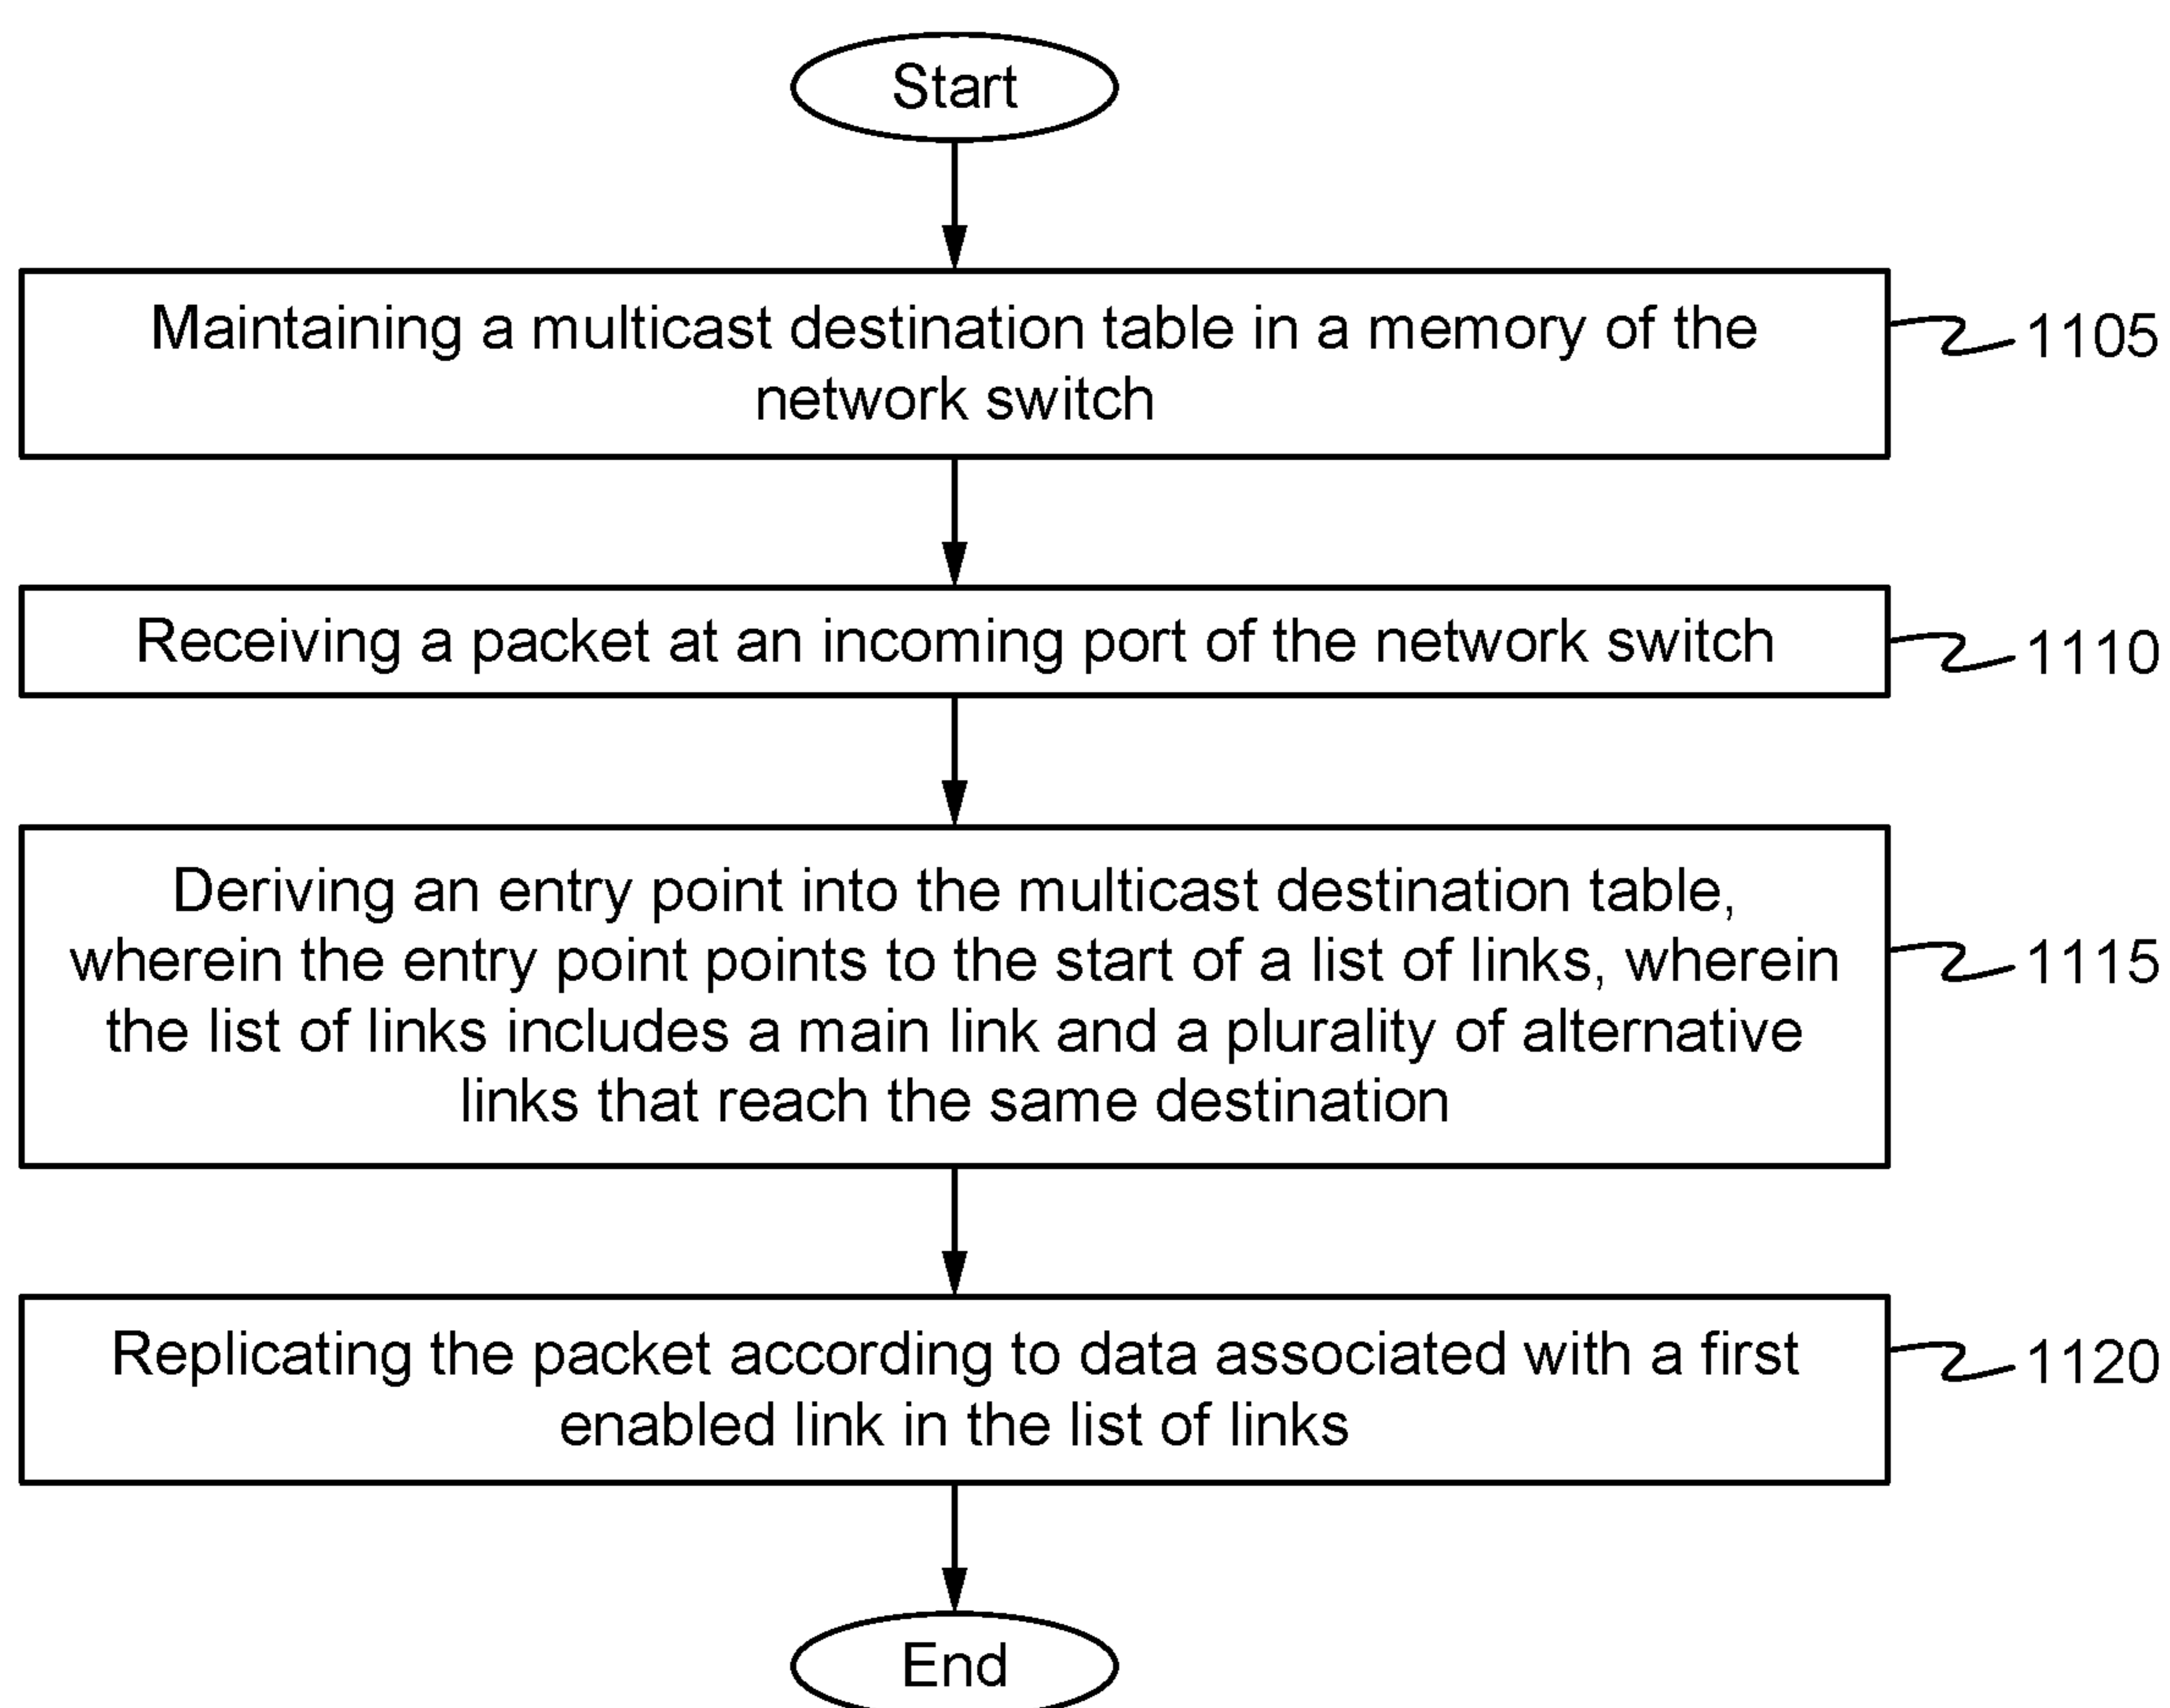 Start
Maintaining a multicast destination table in a memory of the
network switch
1105
Receiving a packet at an incoming port of the network switch
1110
Deriving an entry point into the multicast destination table,
wherein the entry point points to the start of a list of links, wherein
the list of links includes a main link and a plurality of alternative
links that reach the same destination
1115
Replicating the packet according to data associated with a first
enabled link in the list of links
1120
End